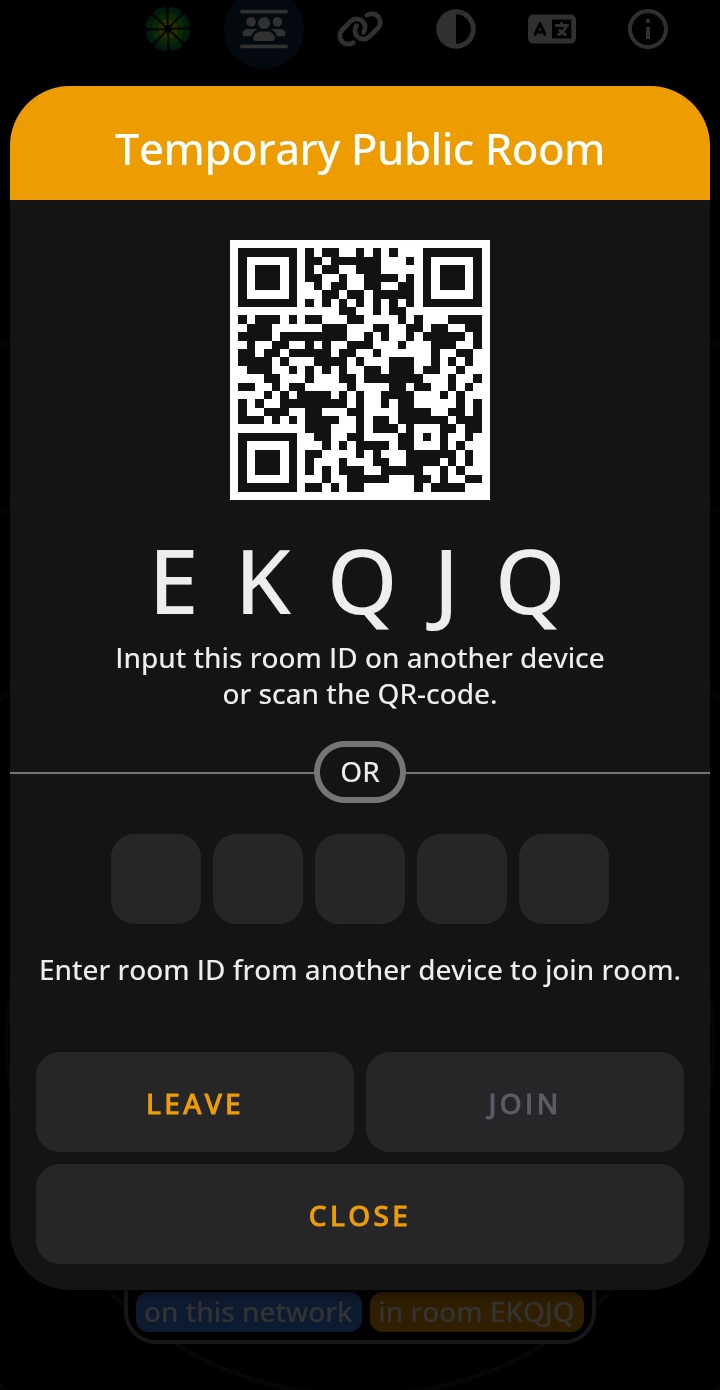 Temporary Public Room
E K Q J Q
Input this room ID on another device
or scan the QR-code.
OR
Enter room ID from another device to join room.
LEAVE
JOIN
CLOSE
on this network
in room EKQJQ